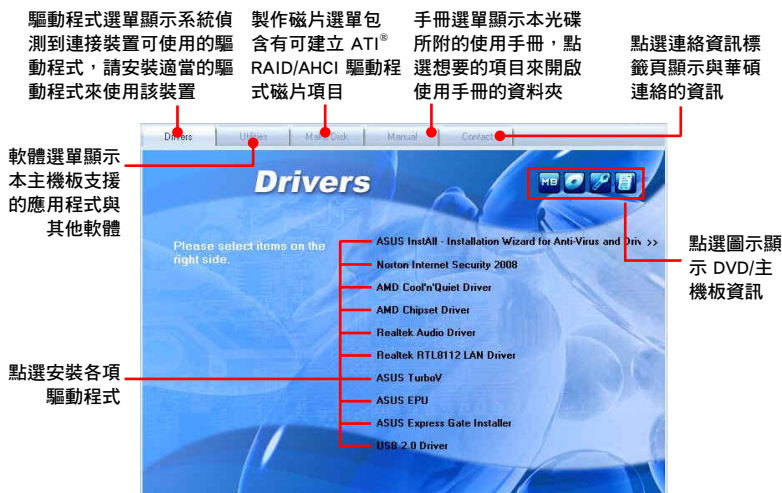 驅動程式選單顯示系統偵
測到連接裝置可使用的驅
動程式，請安裝適當的驅
動程式來使用該裝置
製作磁片選單包
含有可建立 ATI®
RAID/AHCI 驅動程
式磁片項目
手冊選單顯示本光碟
所附的使用手冊，點
選想要的項目來開啟
使用手冊的資料夾
點選連絡資訊標
籤頁顯示與華碩
連絡的資訊
Drivers
Utilities
Make Disk
Manual
Contact
軟體選單顯示
本主機板支援
的應用程式與
其他軟體
Drivers
MB
Please select items on the
right side.
ASUS InstAll - Installation Wizard for Anti-Virus and Driv >>
Norton Internet Security 2008
AMD Cool'n'Quiet Driver
AMD Chipset Driver
Realtek Audio Driver
Realtek RTL8112 LAN Driver
ASUS TurboV
ASUS EPU
ASUS Express Gate Installer
USB 2.0 Driver
點選圖示顯
示 DVD/主
機板資訊
點選安裝各項
驅動程式